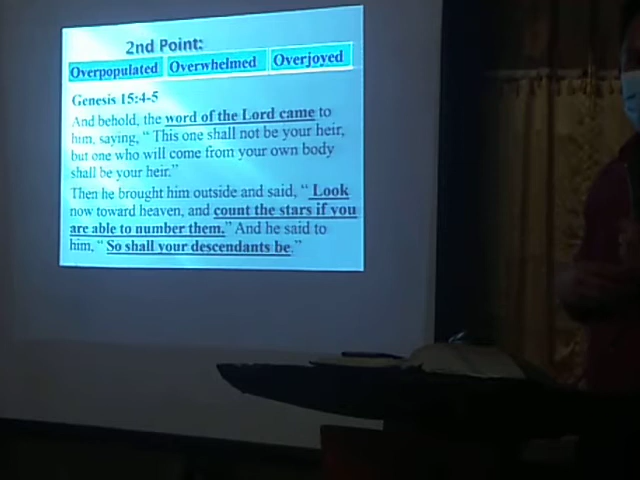 2nd Point:
Overpopulated Overwhelmed Overjoyed
Genesis 15:4-5
And behold, the word of the Lord came to
him, saying, “ This one shall not be your heir,
but one who will come from your own body
shall be your heir.”
Then he brought him outside and said, “ Look
now toward heaven, and count the stars if you
are able to number them.” And he said to
him, “ So shall your descendants be.”